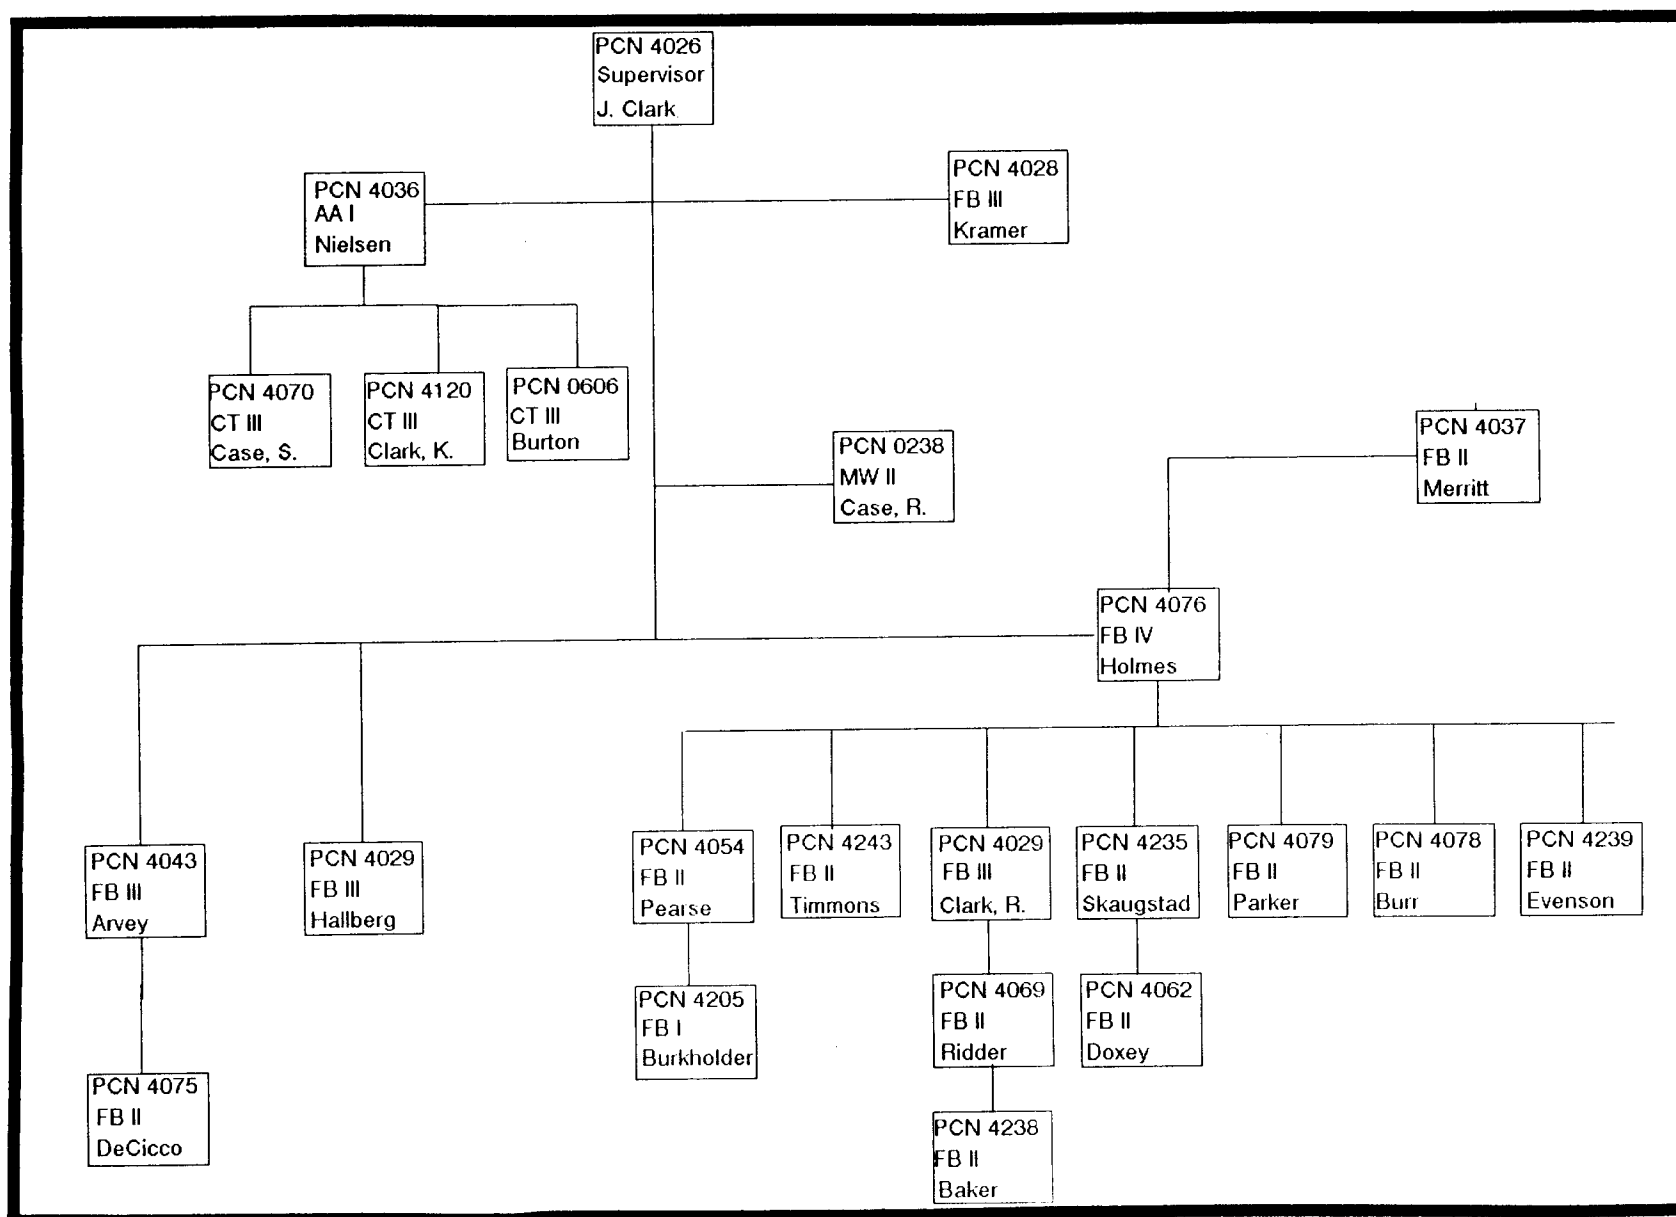 PCN 4026
Supervisor
J. Clark
PCN 4036
AA I
Nielsen
PCN 4028
FB III
Kramer
PCN 4070
CT III
Case, S.
PCN 4120
CT III
Clark, K.
PCN 0606
CT III
Burton
PCN 0238
MW II
Case, R.
PCN 4037
FB II
Merritt
PCN 4076
FB IV
Holmes
PCN 4043
FB III
Arvey
PCN 4029
FB III
Hallberg
PCN 4054
FB II
Pearse
PCN 4243
FB II
Timmons
PCN 4029
FB III
Clark, R.
PCN 4235
FB II
Skaugstad
PCN 4079
FB II
Parker
PCN 4078
FB II
Burr
PCN 4239
FB II
Evenson
PCN 4205
FB I
Burkholder
PCN 4069
FB II
Ridder
PCN 4062
FB II
Doxey
PCN 4075
FB II
DeCicco
PCN 4238
FB II
Baker